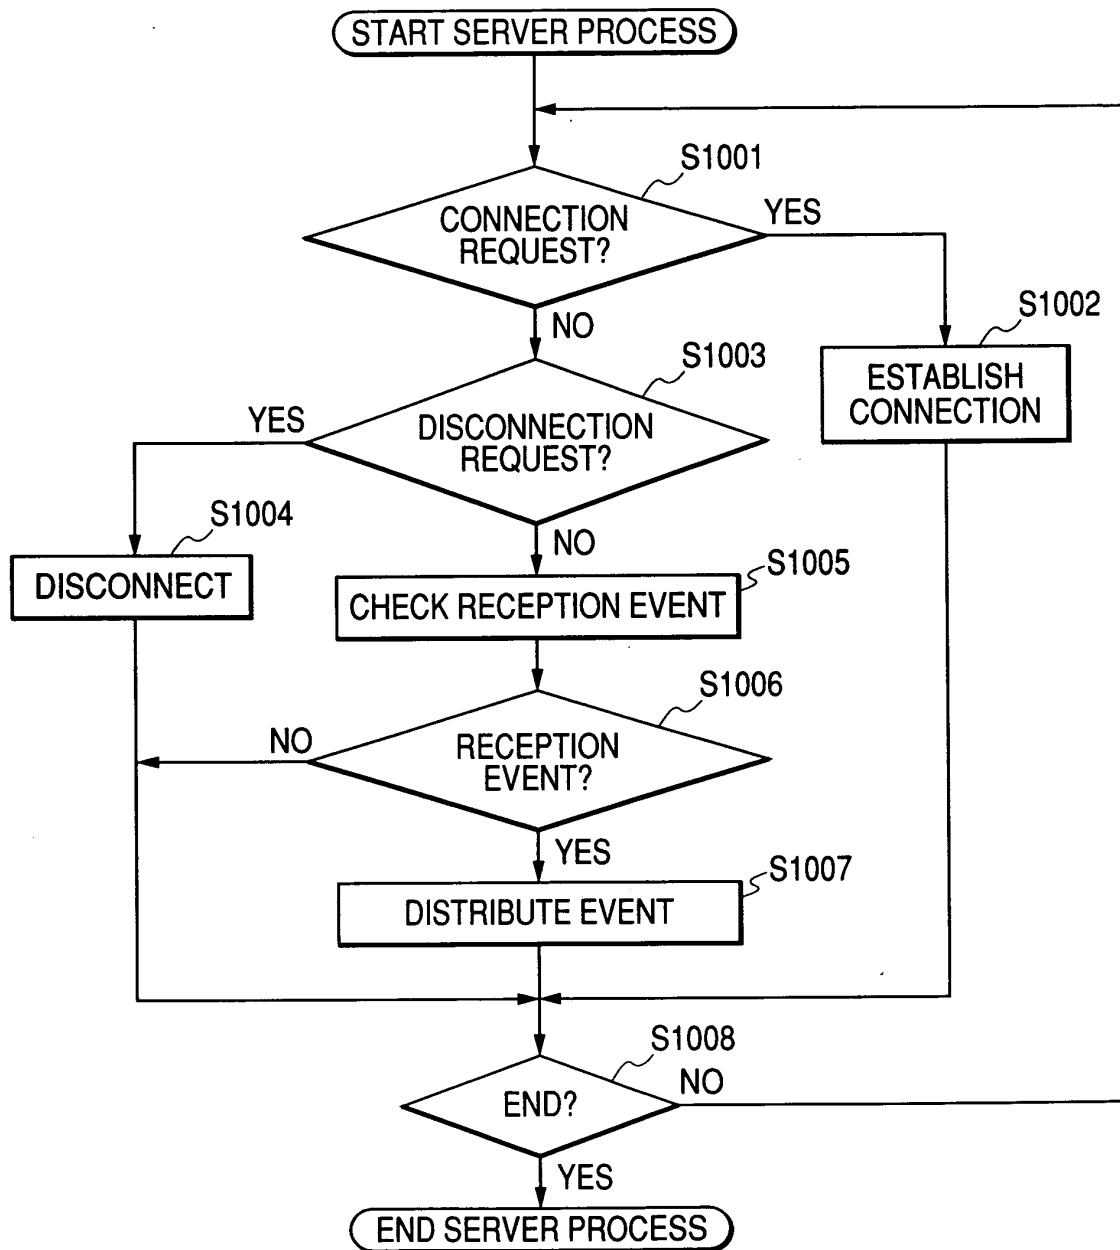 START SERVER PROCESS
S1001
CONNECTION
REQUEST?
YES
NO
S1002
ESTABLISH
CONNECTION
S1003
YES
DISCONNECTION
REQUEST?
NO
S1004
DISCONNECT
S1005
CHECK RECEPTION EVENT
S1006
NO
RECEPTION
EVENT?
YES
S1007
DISTRIBUTE EVENT
S1008
END?
NO
YES
END SERVER PROCESS